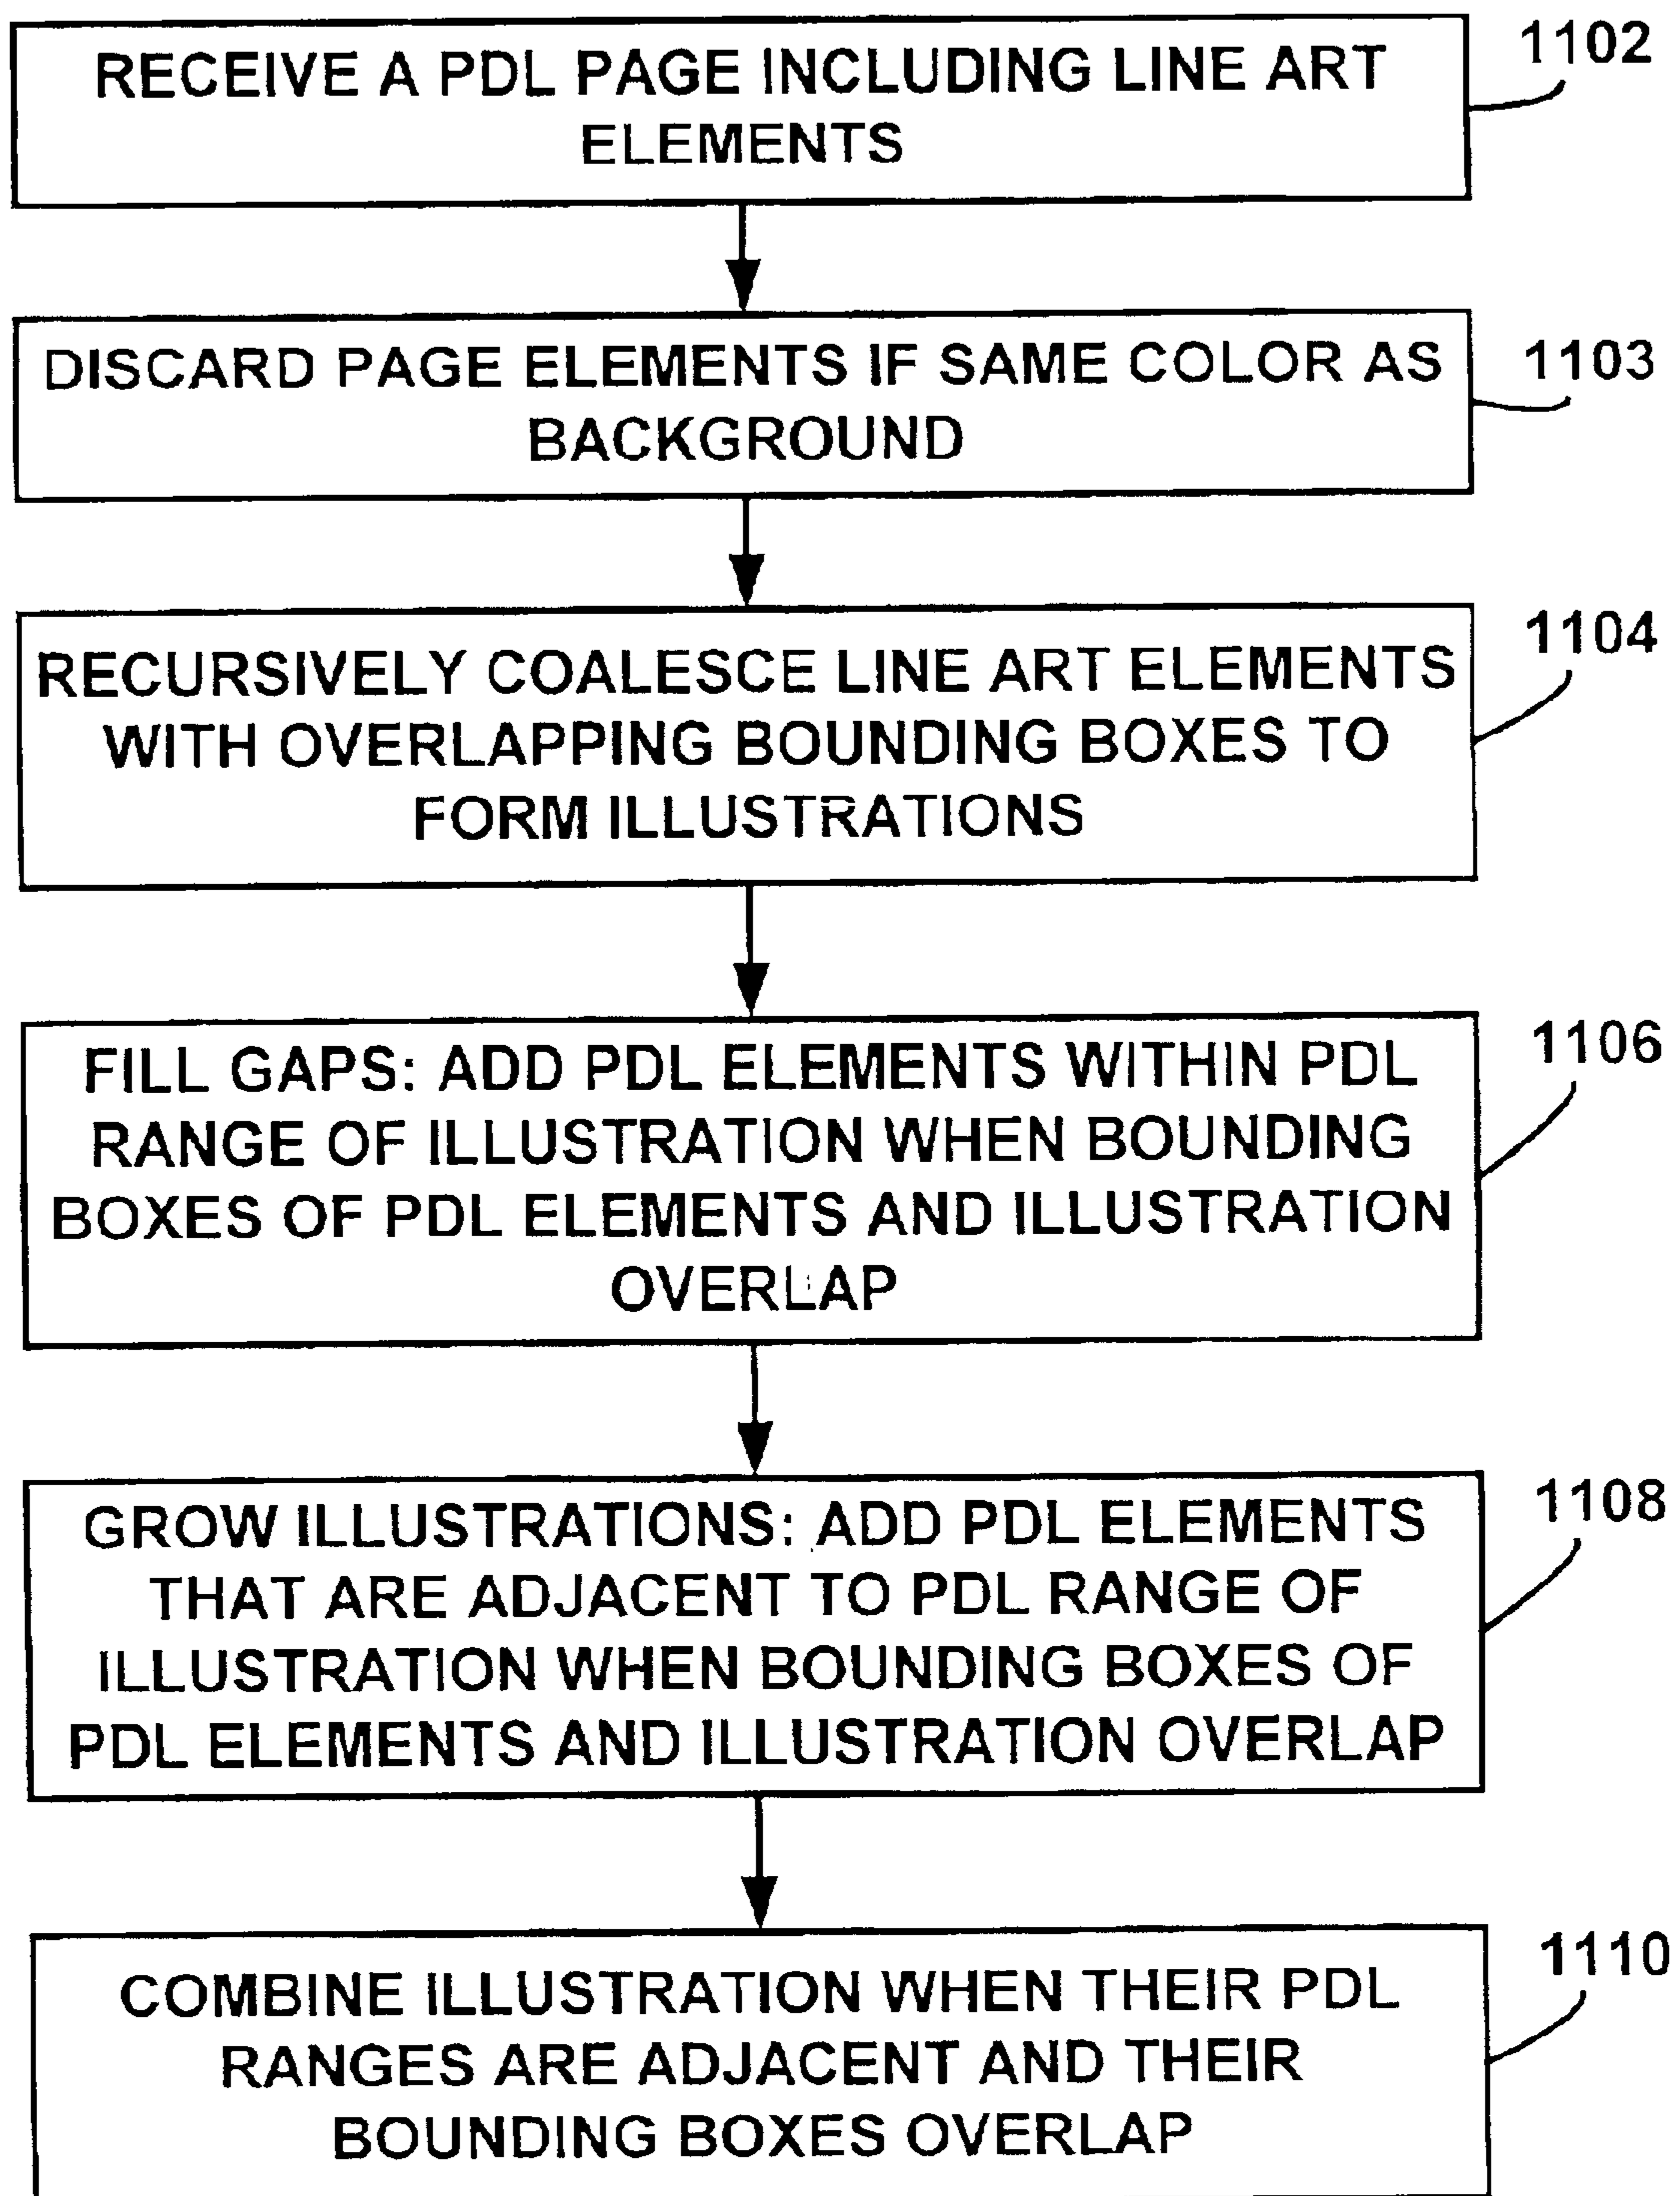 RECEIVE A PDL PAGE INCLUDING LINE ART
ELEMENTS
1102
DISCARD PAGE ELEMENTS IF SAME COLOR AS
BACKGROUND
1103
RECURSIVELY COALESCE LINE ART ELEMENTS
WITH OVERLAPPING BOUNDING BOXES TO
FORM ILLUSTRATIONS
1104
FILL GAPS: ADD PDL ELEMENTS WITHIN PDL
RANGE OF ILLUSTRATION WHEN BOUNDING
BOXES OF PDL ELEMENTS AND ILLUSTRATION
OVERLAP
1106
GROW ILLUSTRATIONS: ADD PDL ELEMENTS
THAT ARE ADJACENT TO PDL RANGE OF
ILLUSTRATION WHEN BOUNDING BOXES OF
PDL ELEMENTS AND ILLUSTRATION OVERLAP
1108
COMBINE ILLUSTRATION WHEN THEIR PDL
RANGES ARE ADJACENT AND THEIR
BOUNDING BOXES OVERLAP
1110